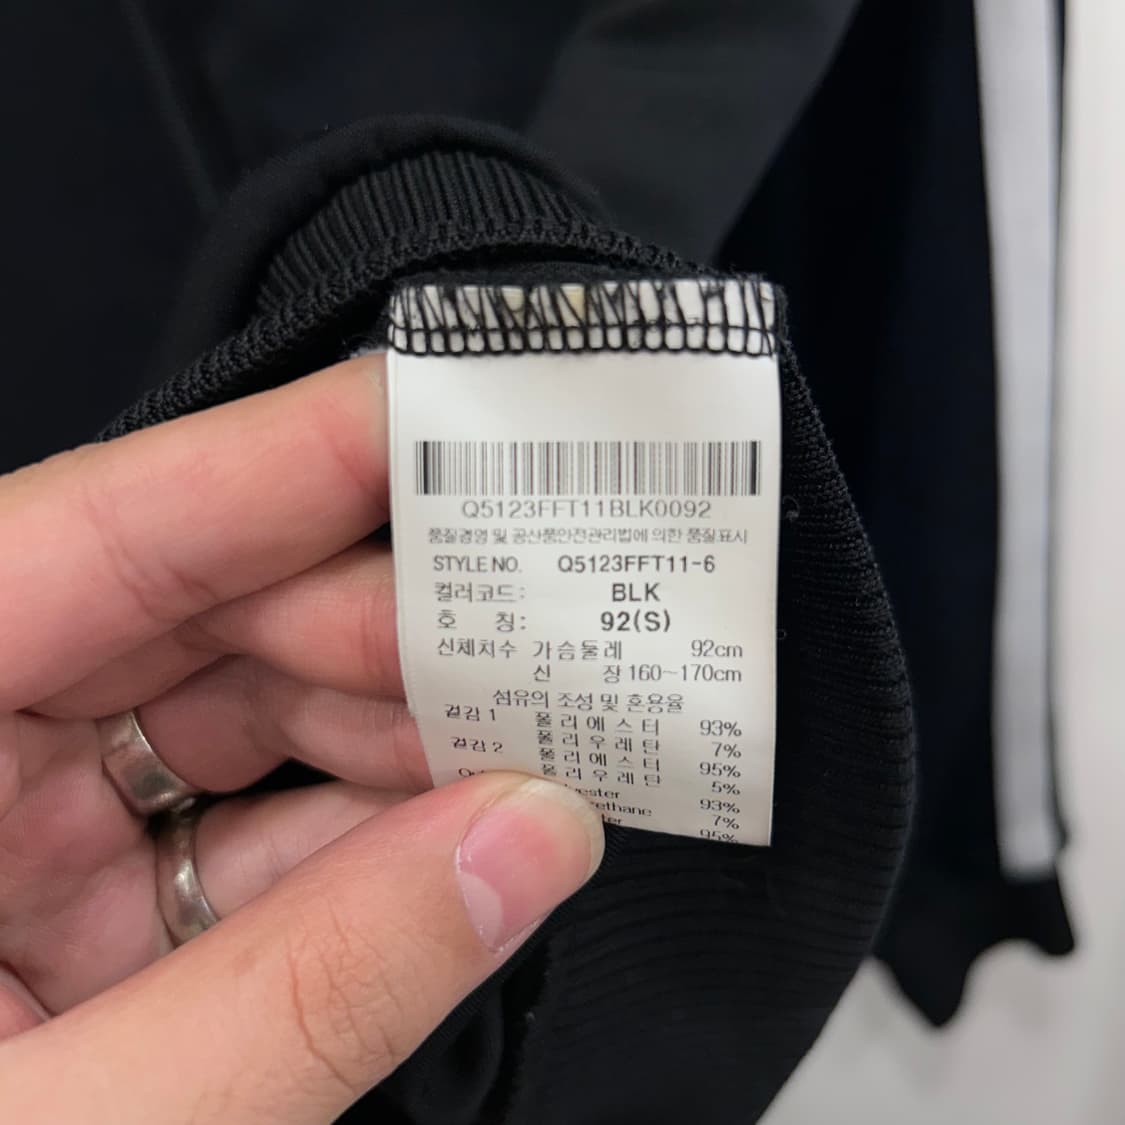 Q5123FFT11BLK0092
품질경영 및 공산품안전관리법에 의한 품질표시
STYLE NO. Q5123FFT11-6
컬러코드: BLK
호 칭: 92(S)
신체치수 가슴둘레 92cm
신 장 160~170cm
섬유의 조성 및 혼용율
겉감 1 폴리에스터 93%
폴리우레탄 7%
겉감 2 폴리에스터 95%
폴리우레탄 5%
93%
7%
95%